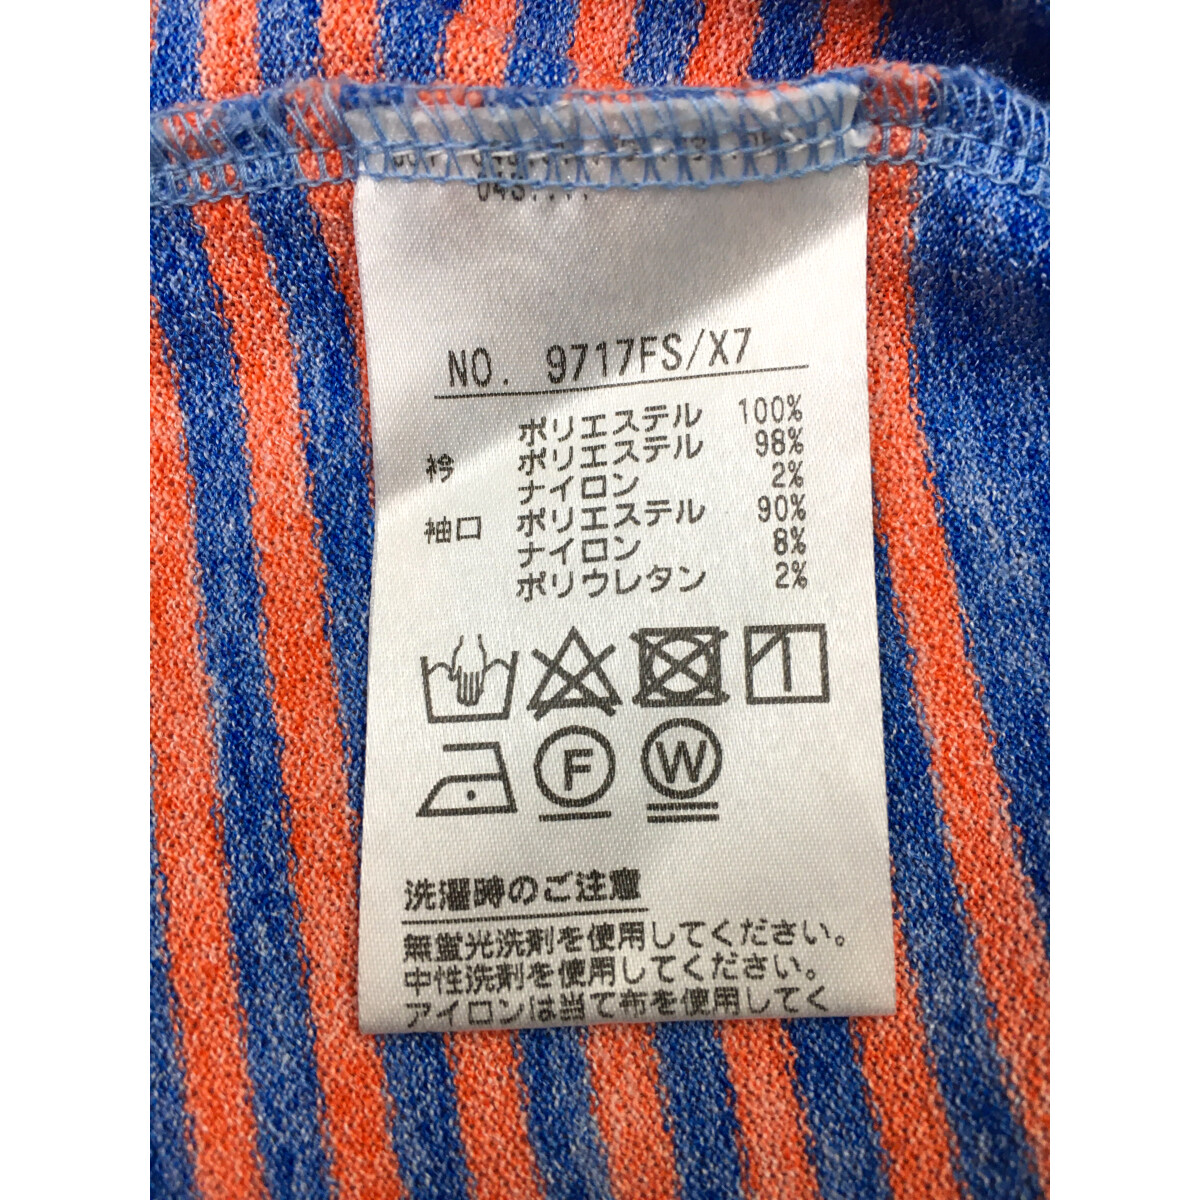 NO. 9717FS/X7
ポリエステル 100%
衿 ポリエステル 98%
ナイロン 2%
袖口 ポリエステル 90%
ナイロン 8%
ポリウレタン 2%
F W
洗濯時のご注意
無蛍光洗剤を使用してください。
中性洗剤を使用してください。
アイロンは当て布を使用してく